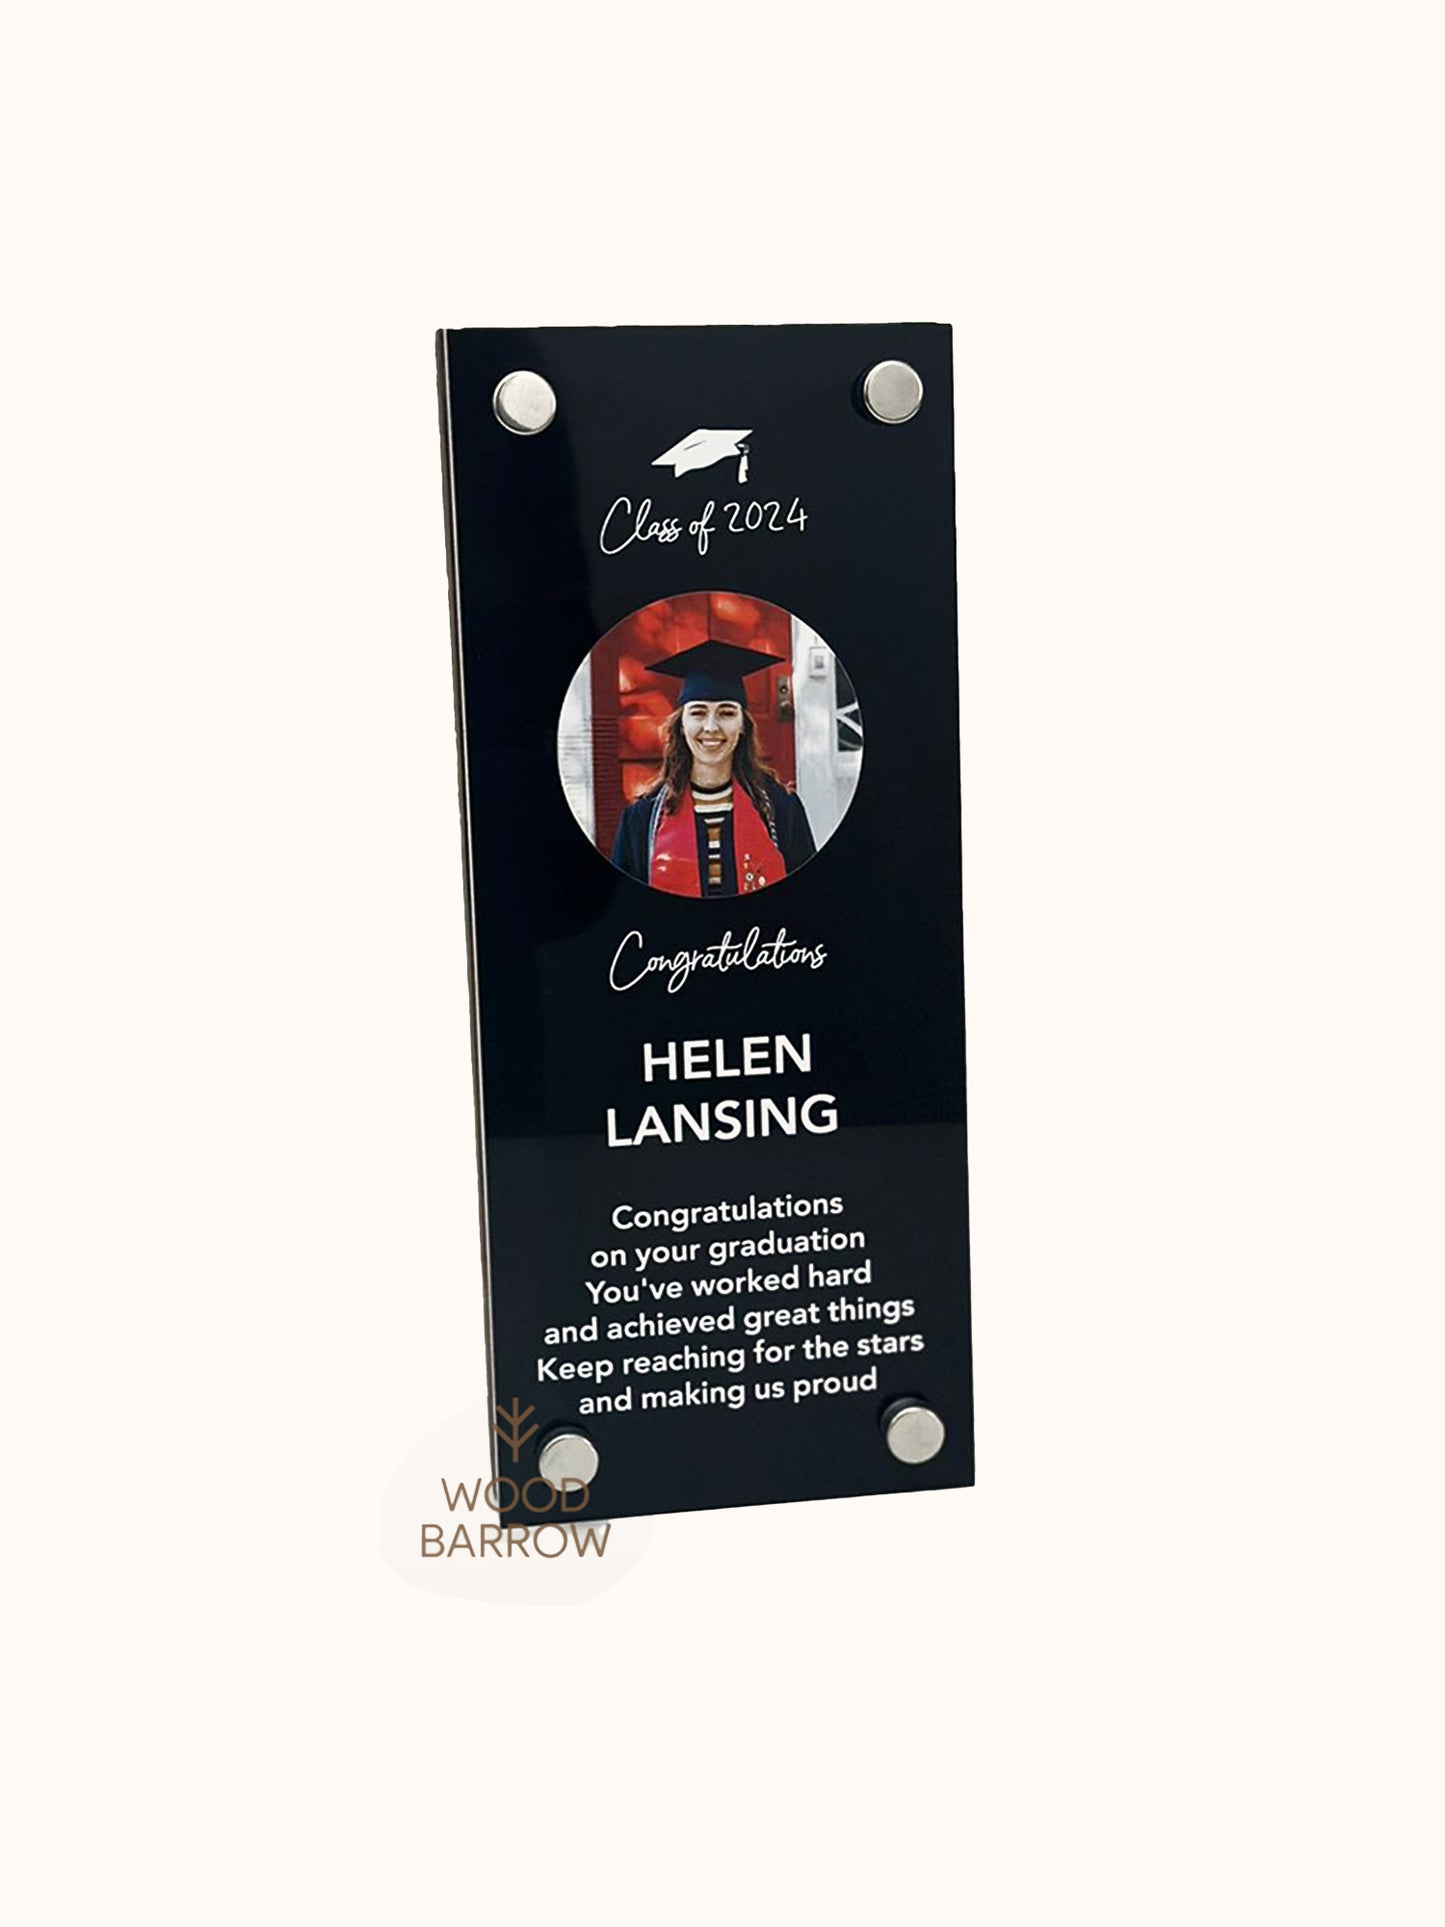 Class of 2024
Congratulations
HELEN
LANSING
Congratulations
on your graduation
You've worked hard
and achieved great things
Keep reaching for the stars
and making us proud
WOOD
BARROW